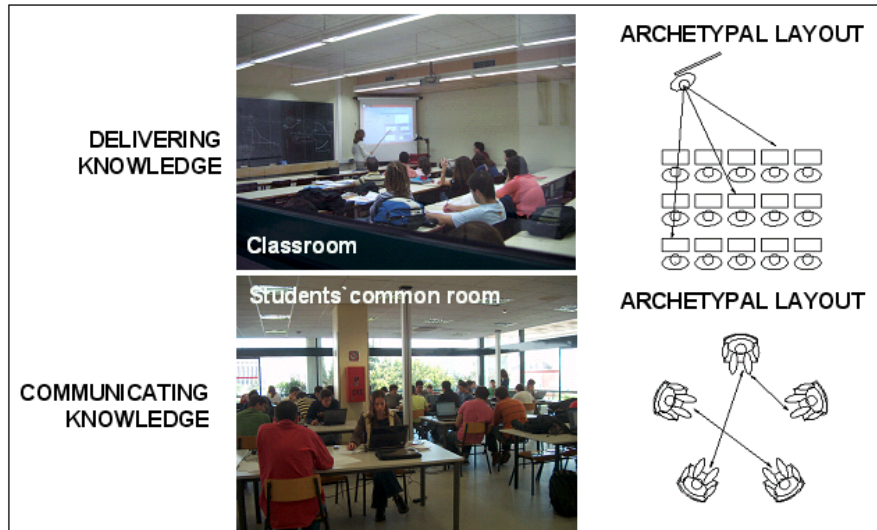 DELIVERING
KNOWLEDGE
Classroom
ARCHETYPAL LAYOUT
COMMUNICATING
KNOWLEDGE
Students`common room
ARCHETYPAL LAYOUT